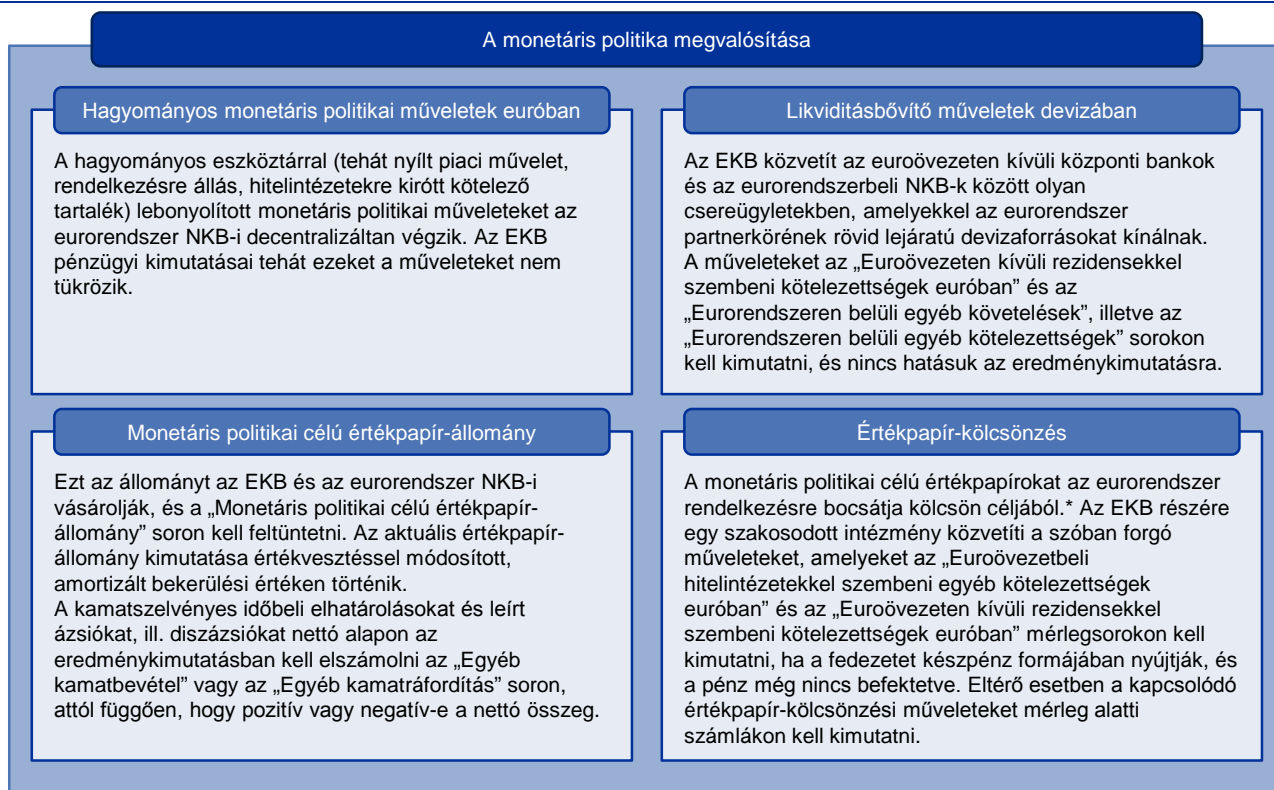 A monetáris politika megvalósítása
Hagyományos monetáris politikai műveletek euróban
A hagyományos eszköztárral (tehát nyílt piaci művelet,
rendelkezésre állás, hitelintézetekre kirótt kötelező
tartalék) lebonyolított monetáris politikai műveleteket az
eurorendszer NKB-i decentralizáltan végzik. Az EKB
pénzügyi kimutatásai tehát ezeket a műveleteket nem
tükrözik.
Likviditásbővítő műveletek devizában
Az EKB közvetít az euroövezeten kívüli központi bankok
és az eurorendszerbeli NKB-k között olyan
csereügyletekben, amelyekkel az eurorendszer
partnerkörének rövid lejáratú devizaforrásokat kínálnak.
A műveleteket az „Euroövezeten kívüli rezidensekkel
szembeni kötelezettségek euróban” és az
„Eurorendszeren belüli egyéb követelések”, illetve az
„Eurorendszeren belüli egyéb kötelezettségek” sorokon
kell kimutatni, és nincs hatásuk az eredménykimutatásra.
Monetáris politikai célú értékpapír-állomány
Ezt az állományt az EKB és az eurorendszer NKB-i
vásárolják, és a „Monetáris politikai célú értékpapír-
állomány” soron kell feltüntetni. Az aktuális értékpapír-
állomány kimutatása értékvesztéssel módosított,
amortizált bekerülési értéken történik.
A kamatszelvényes időbeli elhatárolásokat és leírt
ázsiókat, ill. diszázsiókat nettó alapon az
eredménykimutatásban kell elszámolni az „Egyéb
kamatbevétel” vagy az „Egyéb kamatráfordítás” soron,
attól függően, hogy pozitív vagy negatív-e a nettó összeg.
Értékpapír-kölcsönzés
A monetáris politikai célú értékpapírokat az eurorendszer
rendelkezésre bocsátja kölcsön céljából.* Az EKB részére
egy szakosodott intézmény közvetíti a szóban forgó
műveleteket, amelyeket az „Euroövezetbeli
hitelintézetekkel szembeni egyéb kötelezettségek
euróban” és az „Euroövezeten kívüli rezidensekkel
szembeni kötelezettségek euróban” mérlegsorokon kell
kimutatni, ha a fedezetet készpénz formájában nyújtják, és
a pénz még nincs befektetve. Eltérő esetben a kapcsolódó
értékpapír-kölcsönzési műveleteket mérleg alatti
számlákon kell kimutatni.